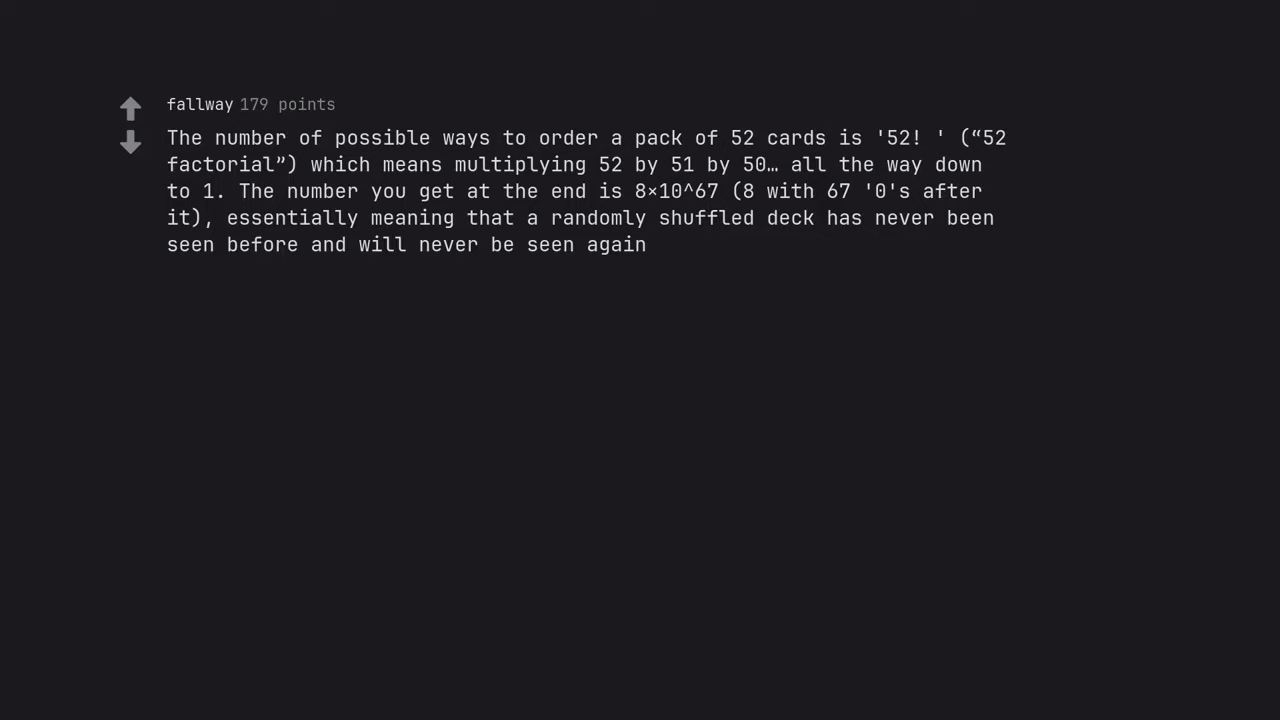 fallway 179 points
The number of possible ways to order a pack of 52 cards is '52! ' (“52
factorial”) which means multiplying 52 by 51 by 50… all the way down
to 1. The number you get at the end is 8×10^67 (8 with 67 '0's after
it), essentially meaning that a randomly shuffled deck has never been
seen before and will never be seen again